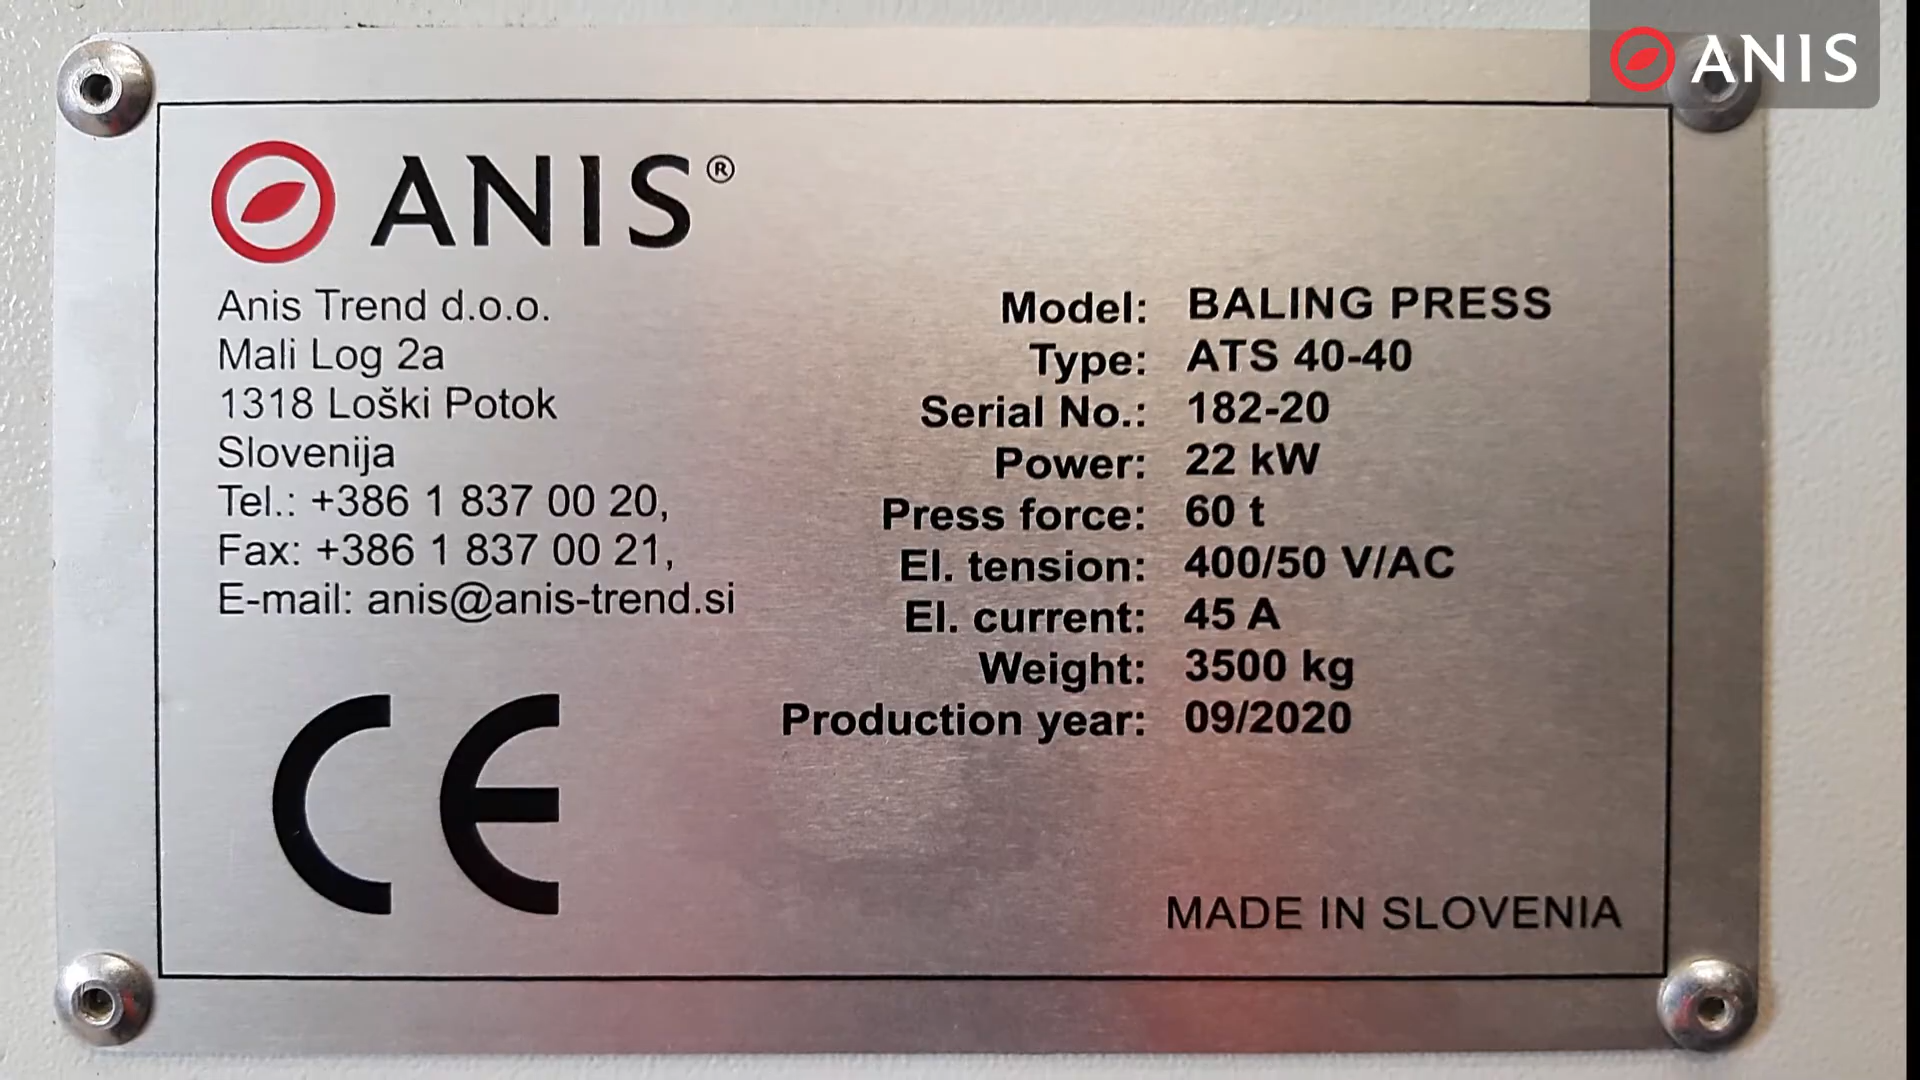 ANIS
ANIS®
Anis Trend d.o.o.
Mali Log 2a
1318 Loški Potok
Slovenija
Tel.: +386 1 837 00 20,
Fax: +386 1 837 00 21,
E-mail: anis@anis-trend.si
CE
Model: BALING PRESS
Type: ATS 40-40
Serial No.: 182-20
Power: 22 kW
Press force: 60 t
El. tension: 400/50 V/AC
El. current: 45 A
Weight: 3500 kg
Production year: 09/2020
MADE IN SLOVENIA